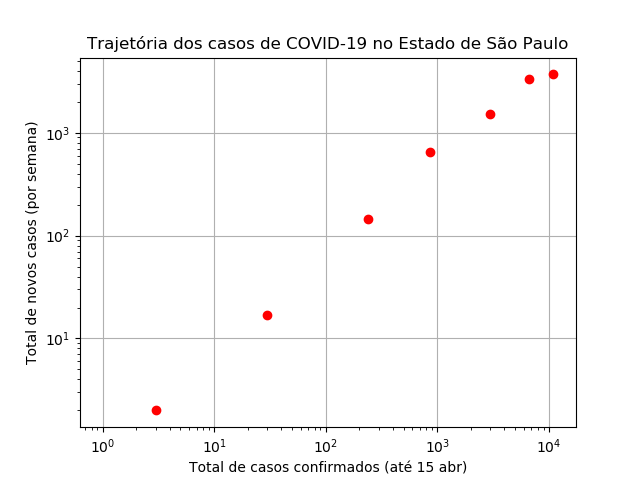 Trajetória dos casos de COVID-19 no Estado de São Paulo
Total de novos casos (por semana)
10³
10²
10¹
10⁰ 10¹ 10² 10³ 10⁴
Total de casos confirmados (até 15 abr)